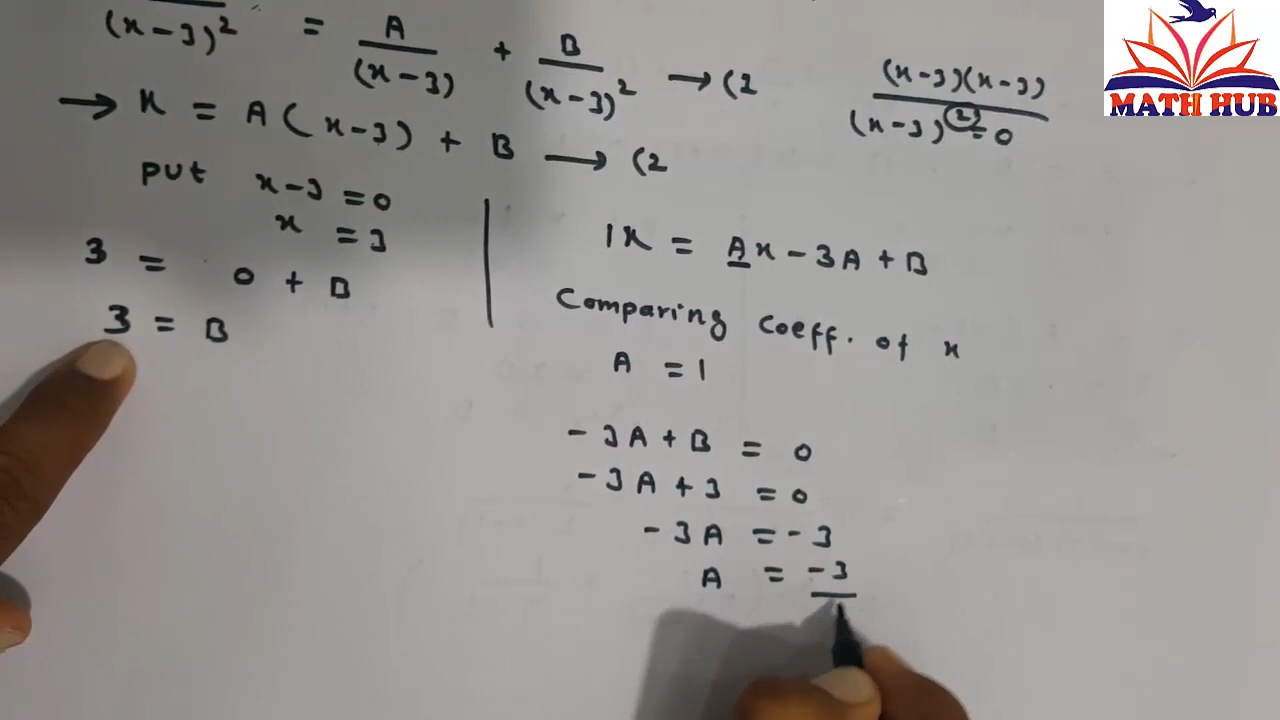 (x-3)² = A/(x-3) + B/(x-3)² → (2
→ x = A(x-3) + B → (2
put x-3 = 0
x = 3
3 = 0 + B
3 = B
(x-3)(x-3)
(x-3)² = 0
1x = Ax - 3A + B
Comparing coeff. of x
A = 1
-3A + B = 0
-3A + 3 = 0
-3A = -3
A = -3
MATH HUB